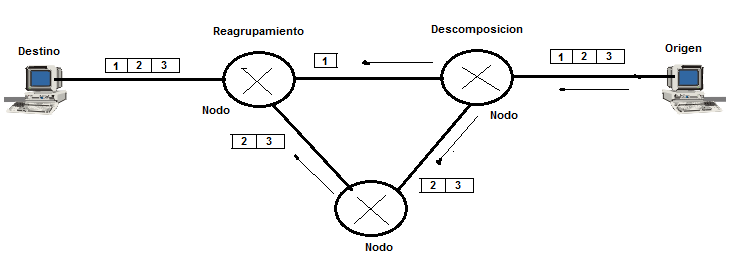 Destino
Reagrupamiento
Descomposicion
Origen
1 2 3
1
1 2 3
Nodo
Nodo
2 3
2 3
Nodo